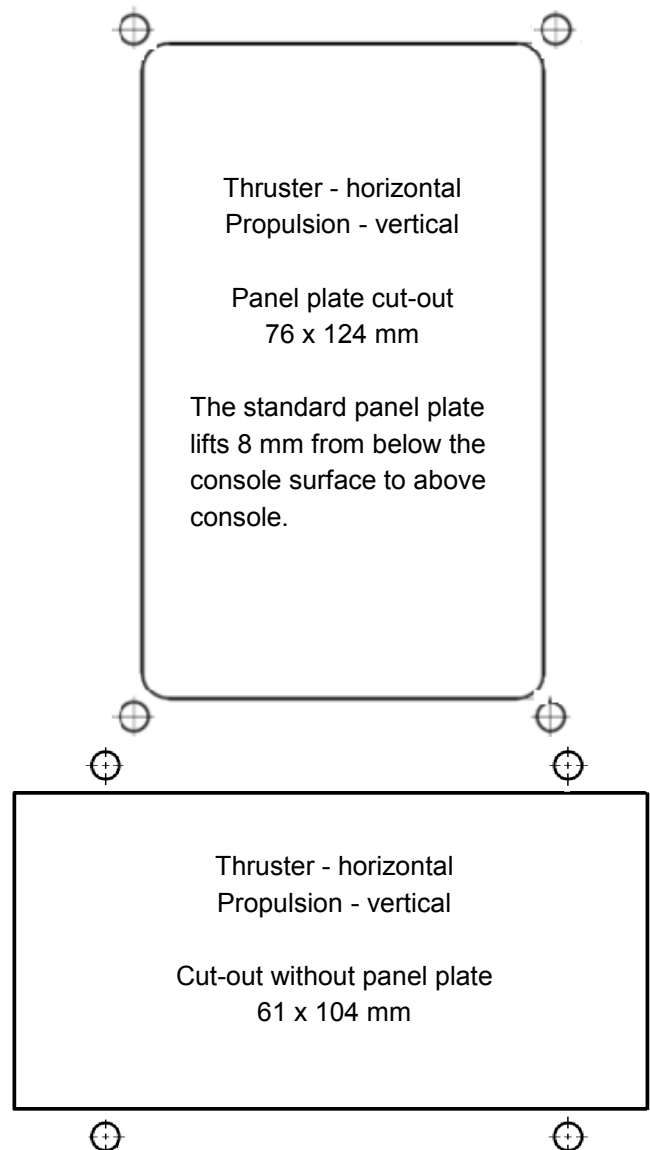 Thruster - horizontal
Propulsion - vertical
Panel plate cut-out
76 x 124 mm
The standard panel plate
lifts 8 mm from below the
console surface to above
console.
Thruster - horizontal
Propulsion - vertical
Cut-out without panel plate
61 x 104 mm